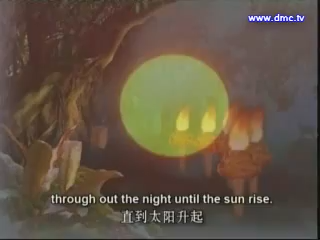 www.dmc.tv
through out the night until the sun rise.
直到太阳升起